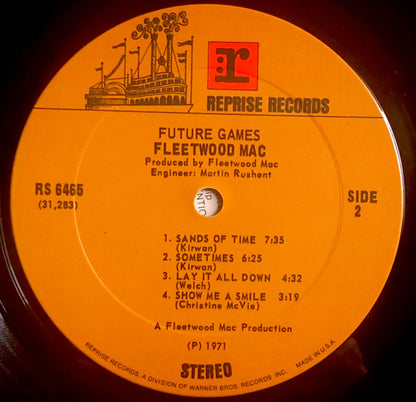 r
REPRISE RECORDS
FUTURE GAMES
FLEETWOOD MAC
Produced by Fleetwood Mac
Engineer: Martin Rushent
RS 6465
(31,283)
SIDE
2
1. SANDS OF TIME 7:35
(Kirwan)
2. SOMETIMES 6:25
(Kirwan)
3. LAY IT ALL DOWN 4:32
(Welch)
4. SHOW ME A SMILE 3:19
(Christine McVie)
A Fleetwood Mac Production
(P) 1971
STEREO
REPRISE RECORDS, A DIVISION OF WARNER BROS. RECORDS INC. MADE IN U.S.A.